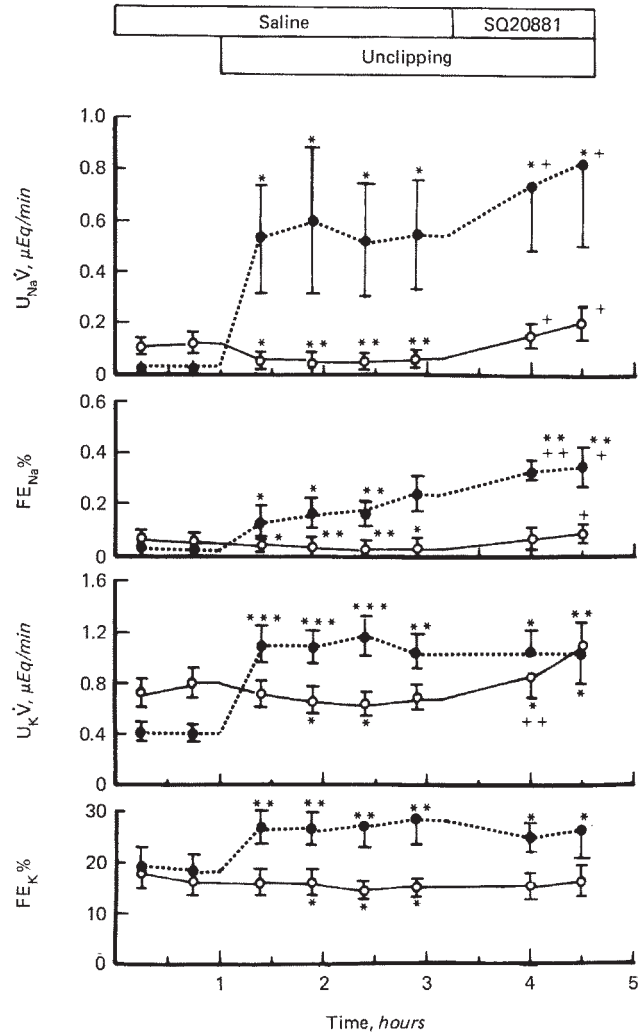 Saline SQ20881
Unclipping
1.0
0.8
0.6
0.4
0.2
0
U_NaV̇, μEq/min
* * * * * + * +
* * * * * * * + +
0.6
0.4
0.2
0
FE_Na%
* * * * * * * *
+ + +
* * * * * * +
1.6
1.2
0.8
0.4
0
U_KV̇, μEq/min
* * * * * * * * * * * * * *
* * * *
+ +
30
20
10
0
FE_K%
* * * * * * * * * *
* * *
1 2 3 4 5
Time, hours